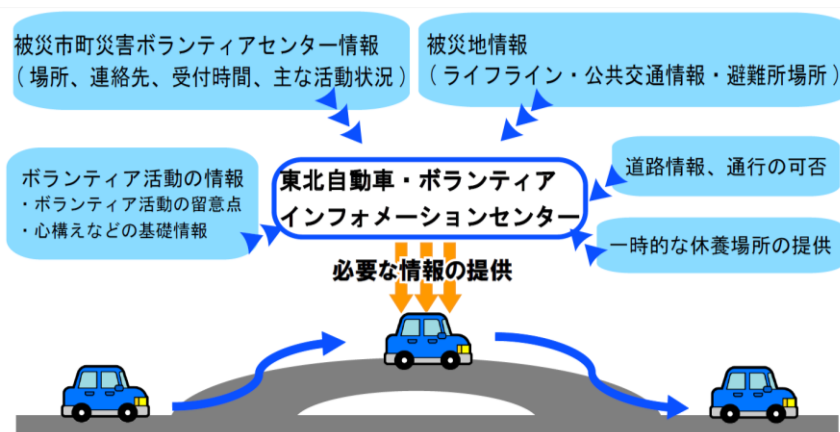 被災市町災害ボランティアセンター情報
（場所、連絡先、受付時間、主な活動状況）
被災地情報
（ライフライン・公共交通情報・避難所場所）
ボランティア活動の情報
・ボランティア活動の留意点
・心構えなどの基礎情報
東北自動車・ボランティア
インフォメーションセンター
道路情報、通行の可否
一時的な休養場所の提供
必要な情報の提供